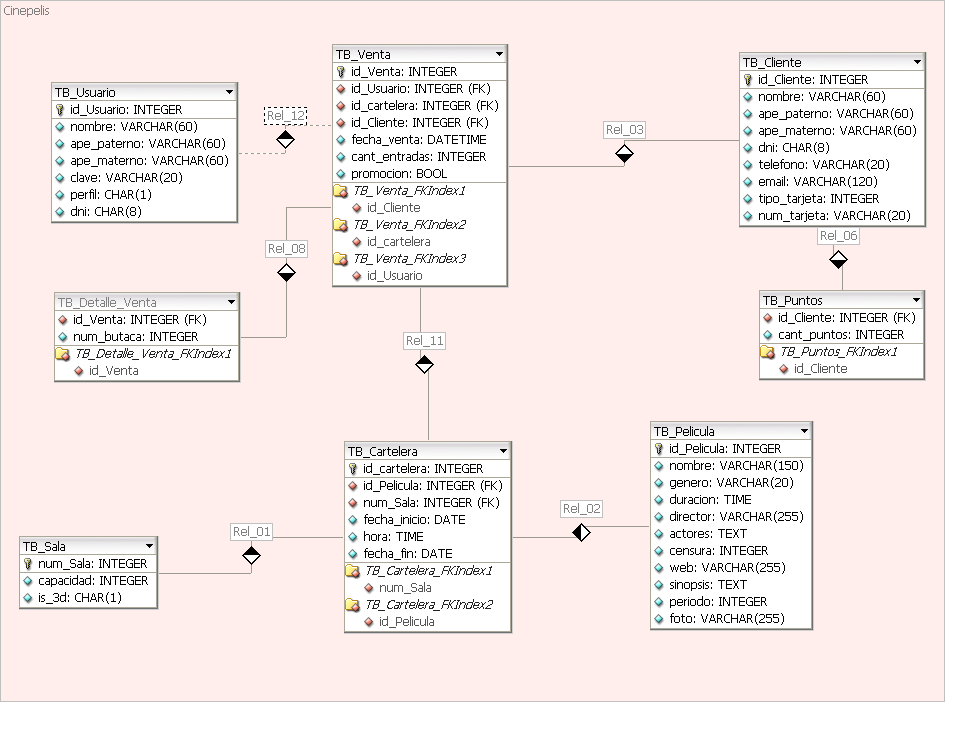 Cinepelis
TB_Usuario
id_Usuario: INTEGER
nombre: VARCHAR(60)
ape_paterno: VARCHAR(60)
ape_materno: VARCHAR(60)
clave: VARCHAR(20)
perfil: CHAR(1)
dni: CHAR(8)
Rel_12
TB_Venta
id_Venta: INTEGER
id_Usuario: INTEGER (FK)
id_cartelera: INTEGER (FK)
id_Cliente: INTEGER (FK)
fecha_venta: DATETIME
cant_entradas: INTEGER
promocion: BOOL
TB_Venta_FKIndex1
id_Cliente
TB_Venta_FKIndex2
id_cartelera
TB_Venta_FKIndex3
id_Usuario
Rel_03
TB_Cliente
id_Cliente: INTEGER
nombre: VARCHAR(60)
ape_paterno: VARCHAR(60)
ape_materno: VARCHAR(60)
dni: CHAR(8)
telefono: VARCHAR(20)
email: VARCHAR(120)
tipo_tarjeta: INTEGER
num_tarjeta: VARCHAR(20)
Rel_08
Rel_06
TB_Detalle_Venta
id_Venta: INTEGER (FK)
num_butaca: INTEGER
TB_Detalle_Venta_FKIndex1
id_Venta
Rel_11
TB_Puntos
id_Cliente: INTEGER (FK)
cant_puntos: INTEGER
TB_Puntos_FKIndex1
id_Cliente
TB_Sala
num_Sala: INTEGER
capacidad: INTEGER
is_3d: CHAR(1)
Rel_01
TB_Cartelera
id_cartelera: INTEGER
id_Pelicula: INTEGER (FK)
num_Sala: INTEGER (FK)
fecha_inicio: DATE
hora: TIME
fecha_fin: DATE
TB_Cartelera_FKIndex1
num_Sala
TB_Cartelera_FKIndex2
id_Pelicula
Rel_02
TB_Pelicula
id_Pelicula: INTEGER
nombre: VARCHAR(150)
genero: VARCHAR(20)
duracion: TIME
director: VARCHAR(255)
actores: TEXT
censura: INTEGER
web: VARCHAR(255)
sinopsis: TEXT
periodo: INTEGER
foto: VARCHAR(255)